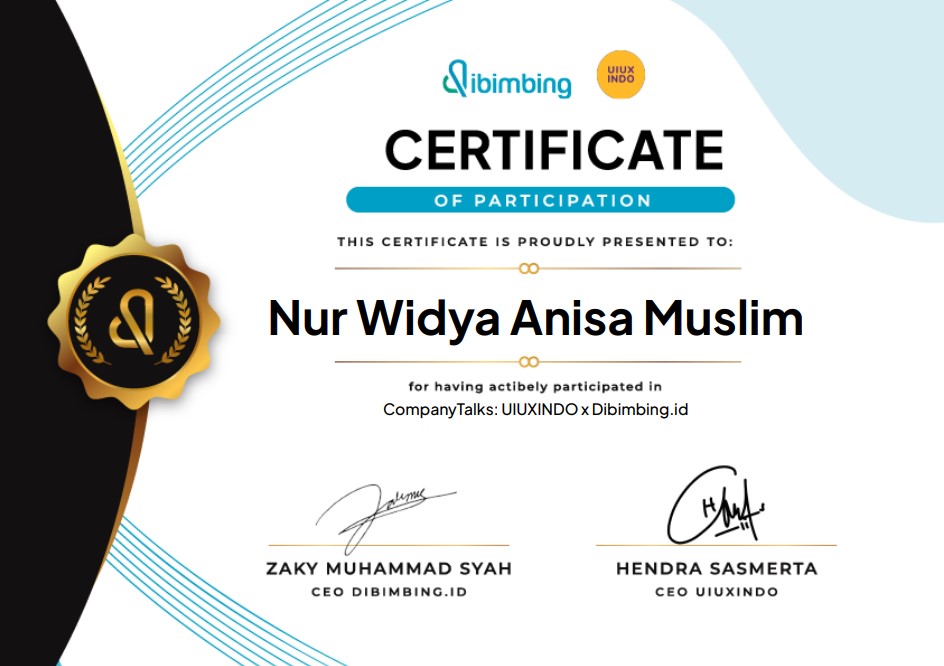 dibimbing
UIUX
INDO
CERTIFICATE
OF PARTICIPATION
THIS CERTIFICATE IS PROUDLY PRESENTED TO:
Nur Widya Anisa Muslim
for having actibely participated in
CompanyTalks: UIUXINDO x Dibimbing.id
ZAKY MUHAMMAD SYAH
CEO DIBIMBING.ID
HENDRA SASMERTA
CEO UIUXINDO